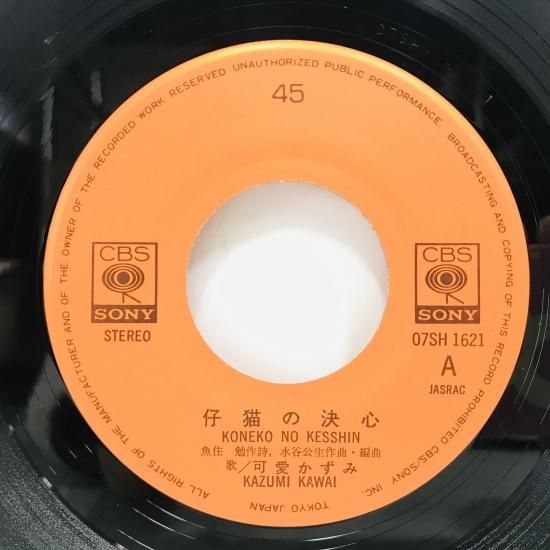 ALL RIGHTS OF THE MANUFACTURER AND OF THE OWNER OF THE RECORDED WORK RESERVED UNAUTHORIZED PUBLIC PERFORMANCE. BROADCASTING AND COPYING OF THIS RECORD PROHIBITED CBS/SONY INC. TOKYO JAPAN
45
CBS
SONY
STEREO
CBS
SONY
07SH 1621
A
JASRAC
仔猫の決心
KONEKO NO KESSHIN
魚住 勉作詩,水谷公生作曲・編曲
歌/可愛かずみ
KAZUMI KAWAI